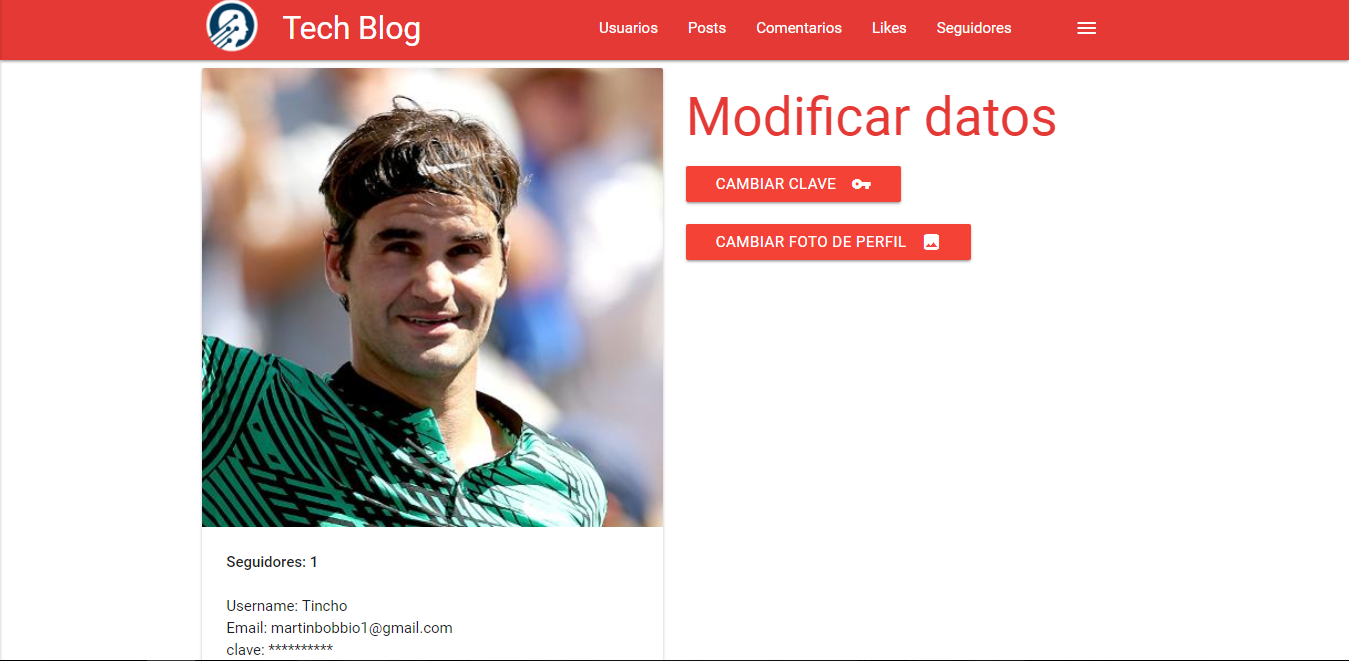 Tech Blog
Usuarios Posts Comentarios Likes Seguidores
Modificar datos
CAMBIAR CLAVE
CAMBIAR FOTO DE PERFIL
Seguidores: 1
Username: Tincho
Email: martinbobbio1@gmail.com
clave: **********